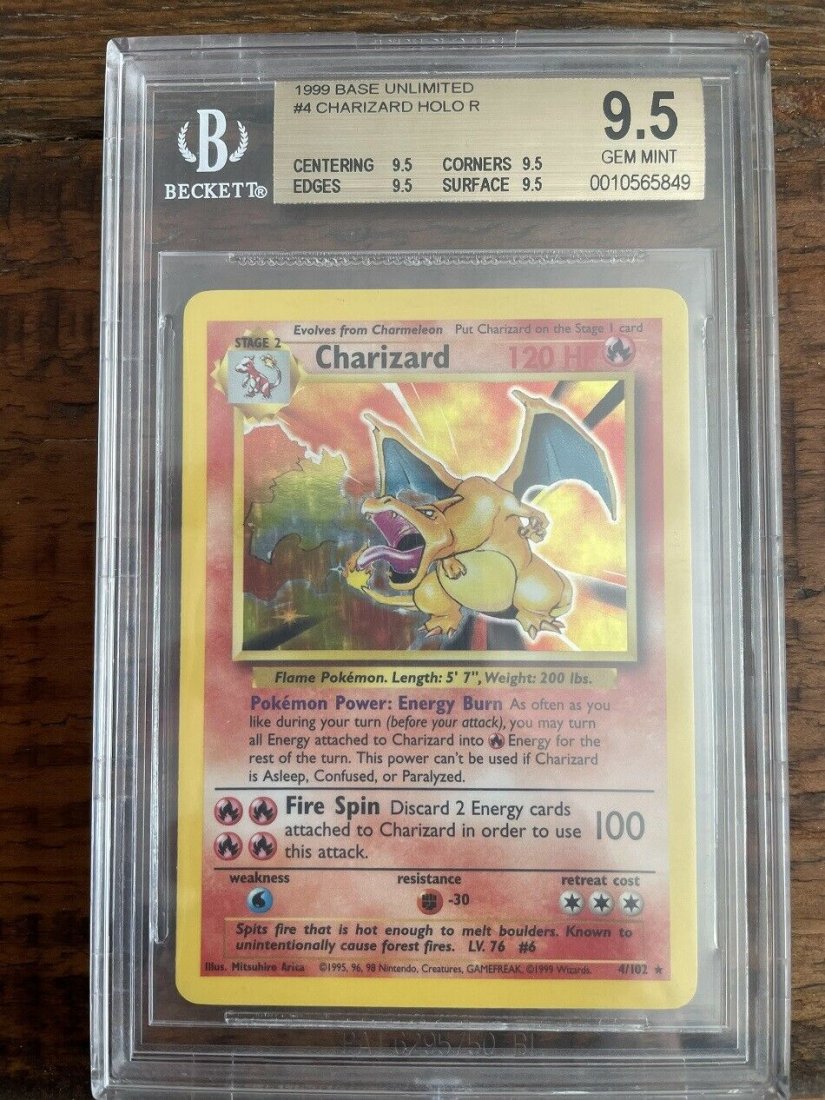 1999 BASE UNLIMITED
#4 CHARIZARD HOLO R
9.5
GEM MINT
CENTERING 9.5 CORNERS 9.5
EDGES 9.5 SURFACE 9.5
0010565849
B
BECKETT®
Evolves from Charmeleon Put Charizard on the Stage 1 card
STAGE 2
Charizard 120 HP
Flame Pokémon. Length: 5' 7", Weight: 200 lbs.
Pokémon Power: Energy Burn As often as you
like during your turn (before your attack), you may turn
all Energy attached to Charizard into Energy for the
rest of the turn. This power can't be used if Charizard
is Asleep, Confused, or Paralyzed.
Fire Spin Discard 2 Energy cards
attached to Charizard in order to use
this attack.
100
weakness resistance retreat cost
-30
Spits fire that is hot enough to melt boulders. Known to
unintentionally cause forest fires. LV. 76 #6
Illus. Mitsuhiro Arita ©1995, 96, 98 Nintendo, Creatures, GAMEFREAK. ©1999 Wizards. 4/102 ★